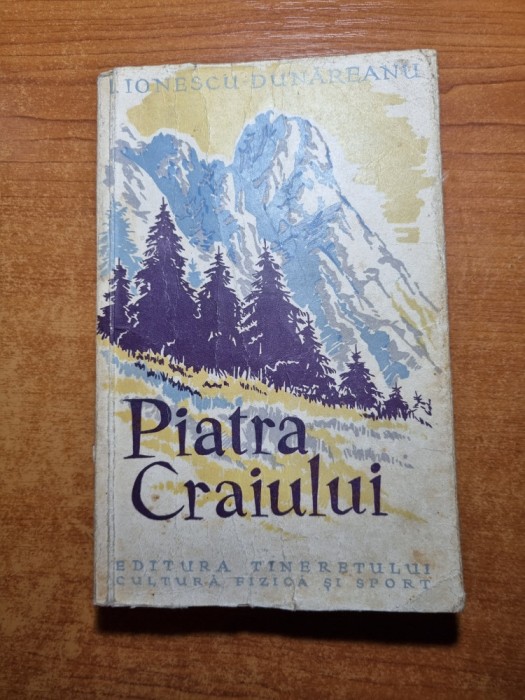 I. IONESCU-DUNĂREANU
Piatra
Craiului
EDITURA TINERETULUI
CULTURĂ FIZICĂ ȘI SPORT